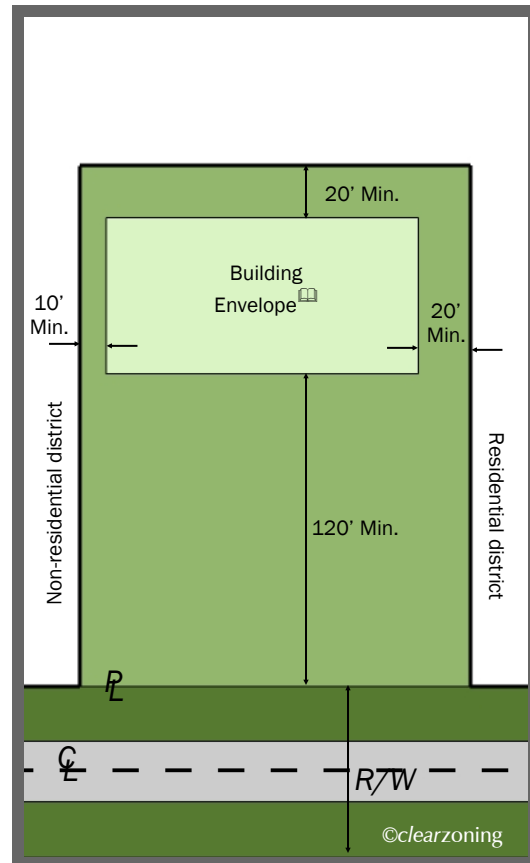 20’ Min.
Building
Envelope
10’
Min.
20’
Min.
Non-residential district
Residential district
120’ Min.
PL
CL
R/W
©clearzoning